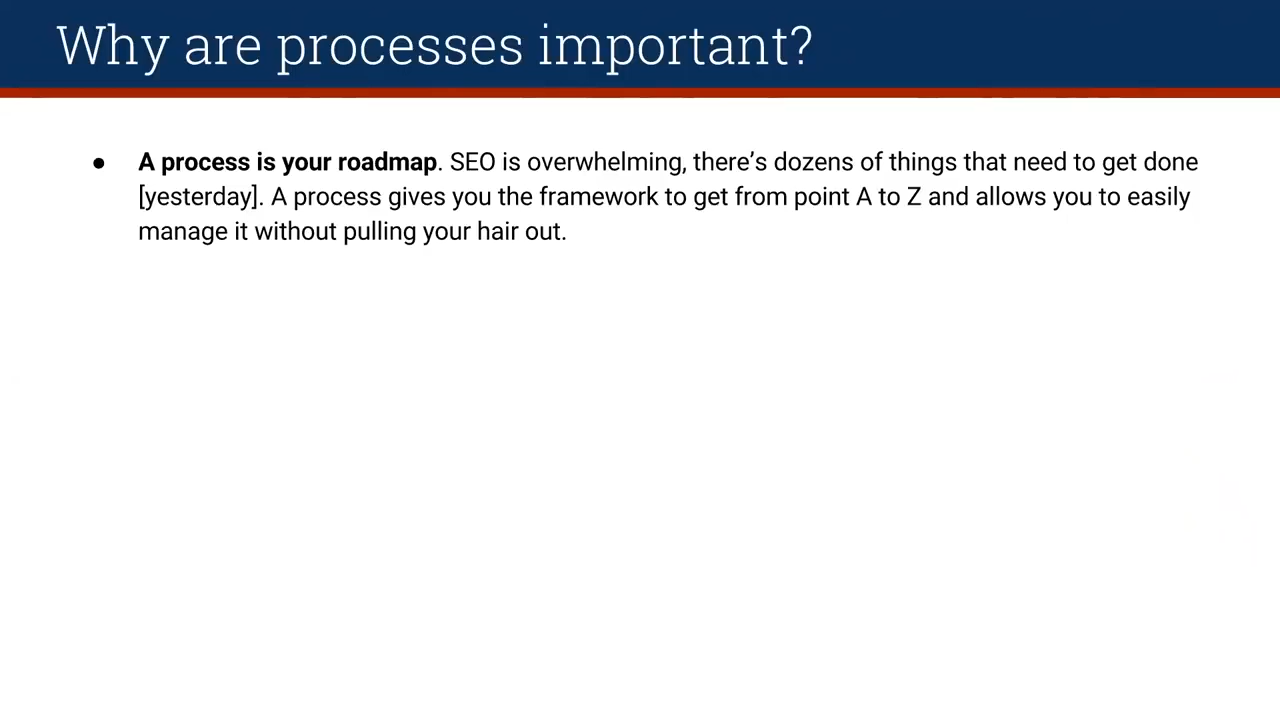 Why are processes important?
● A process is your roadmap. SEO is overwhelming, there’s dozens of things that need to get done
[yesterday]. A process gives you the framework to get from point A to Z and allows you to easily
manage it without pulling your hair out.